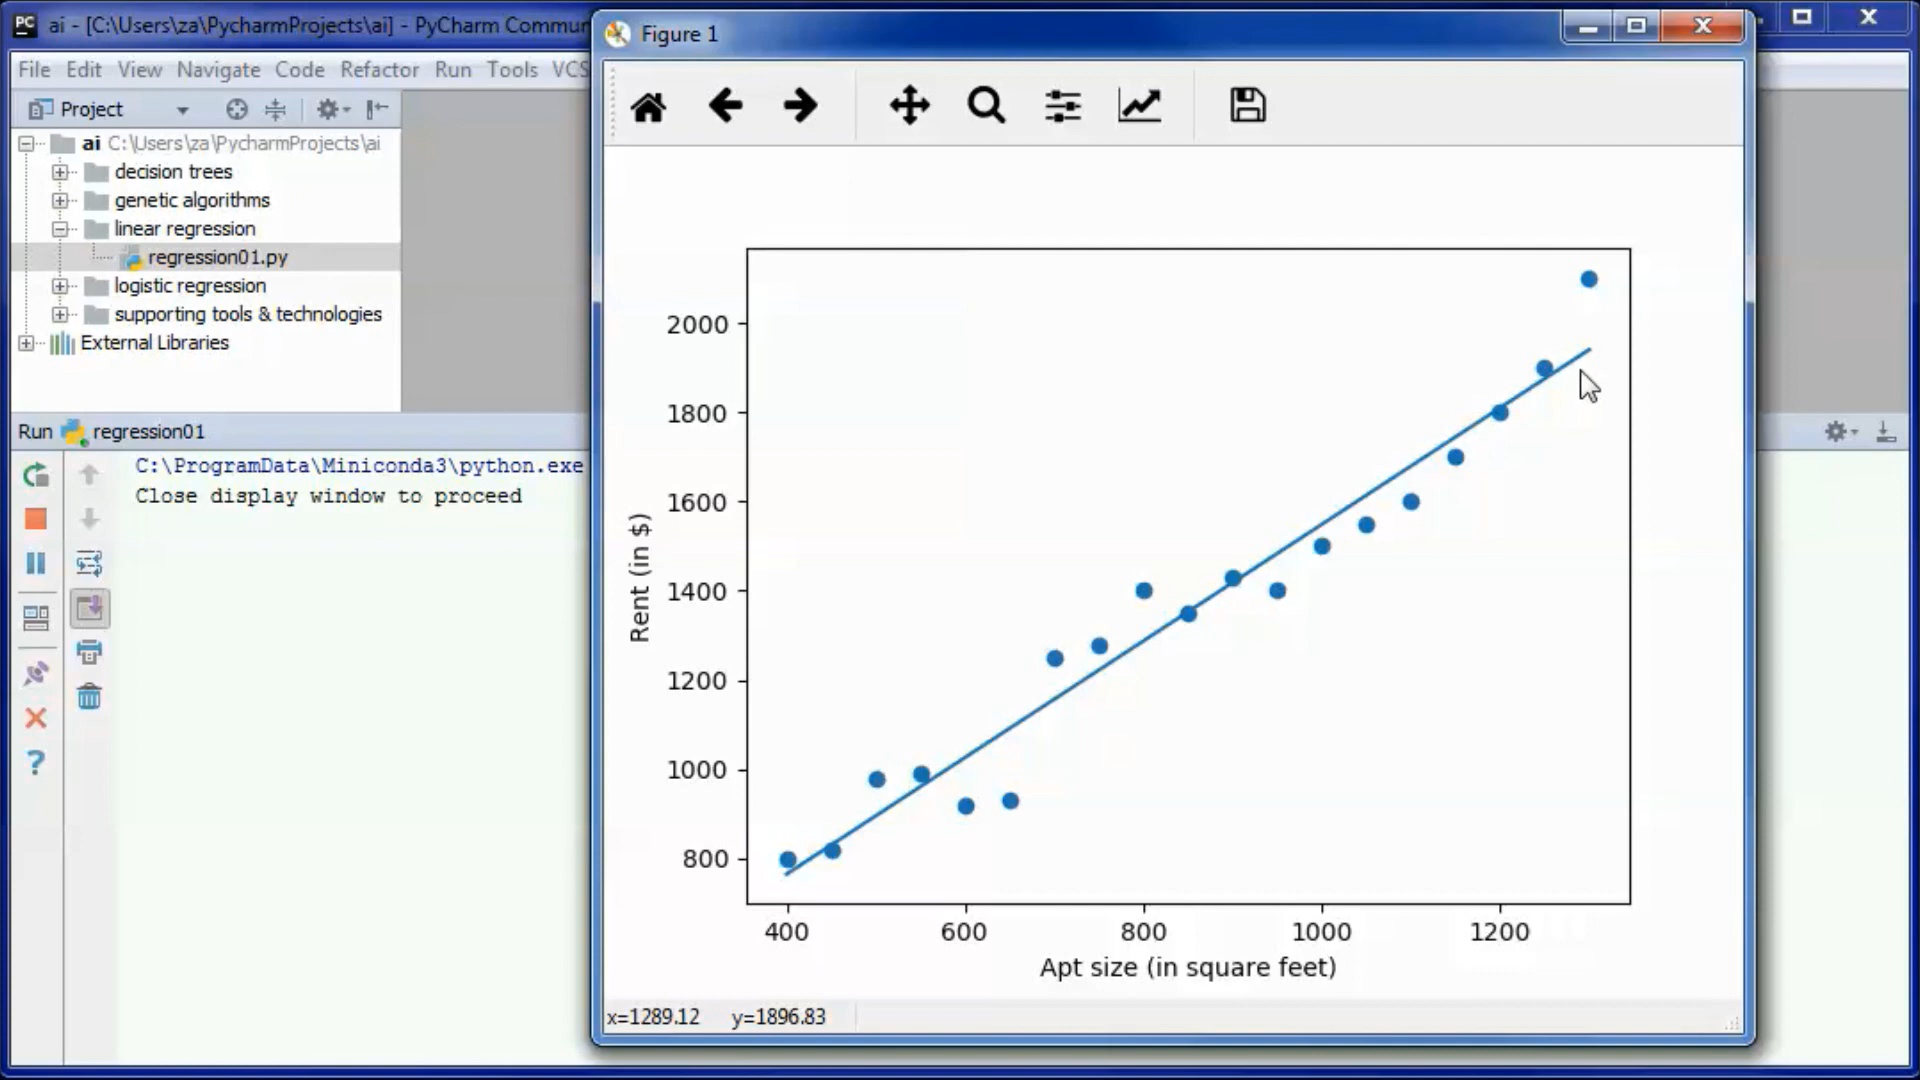 ai - [C:\Users\za\PycharmProjects\ai] - PyCharm Commun
File Edit View Navigate Code Refactor Run Tools VCS
Project
ai C:\Users\za\PycharmProjects\ai
decision trees
genetic algorithms
linear regression
regression01.py
logistic regression
supporting tools & technologies
External Libraries
Run regression01
C:\ProgramData\Miniconda3\python.exe
Close display window to proceed
Figure 1
2000
1800
1600
1400
1200
1000
800
Rent (in $)
400 600 800 1000 1200
Apt size (in square feet)
x=1289.12 y=1896.83